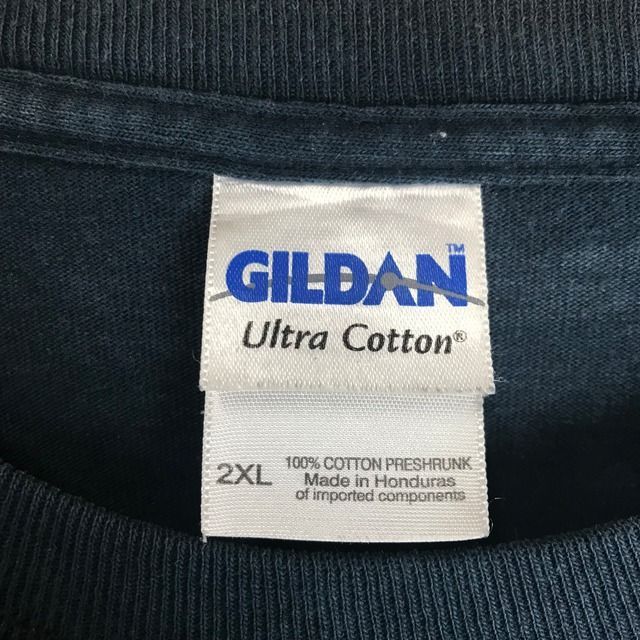 GILDAN™
Ultra Cotton®
2XL
100% COTTON PRESHRUNK
Made in Honduras
of imported components